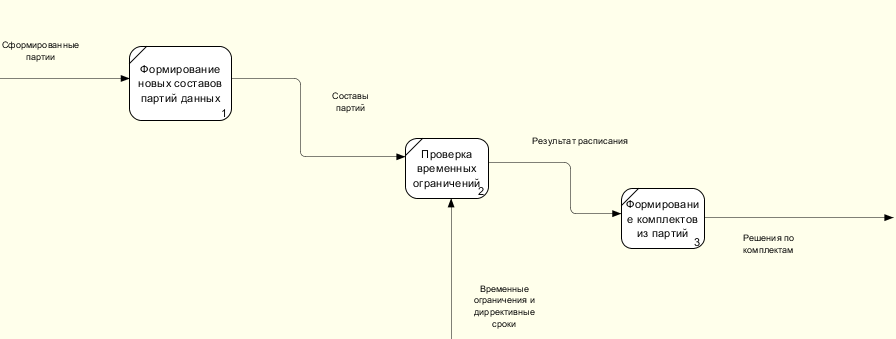 Сформированные
партии
Формирование
новых составов
партий данных
1
Составы
партий
Проверка
временных
ограничений
2
Результат расписания
Формировани
е комплектов
из партий
3
Решения по
комплектам
Временные
ограничения и
диррективные
сроки